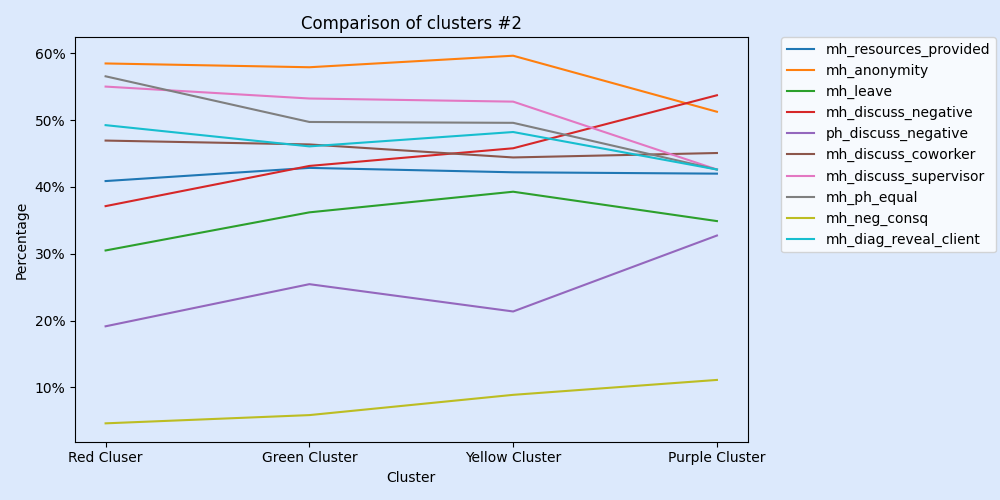 Comparison of clusters #2
60%
50%
40%
30%
20%
10%
Percentage
Red Cluser
Green Cluster
Yellow Cluster
Purple Cluster
Cluster
mh_resources_provided
mh_anonymity
mh_leave
mh_discuss_negative
ph_discuss_negative
mh_discuss_coworker
mh_discuss_supervisor
mh_ph_equal
mh_neg_consq
mh_diag_reveal_client